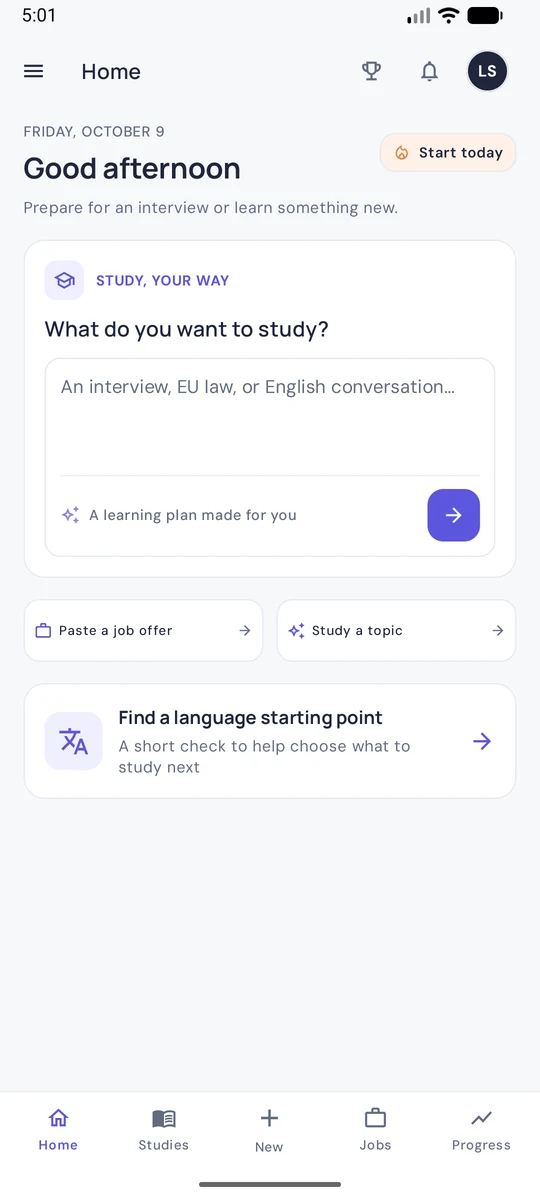 5:01
Home
LS
FRIDAY, OCTOBER 9
Good afternoon
Start today
Prepare for an interview or learn something new.
STUDY, YOUR WAY
What do you want to study?
An interview, EU law, or English conversation…
A learning plan made for you
Paste a job offer
Study a topic
Find a language starting point
A short check to help choose what to
study next
Home
Studies
New
Jobs
Progress